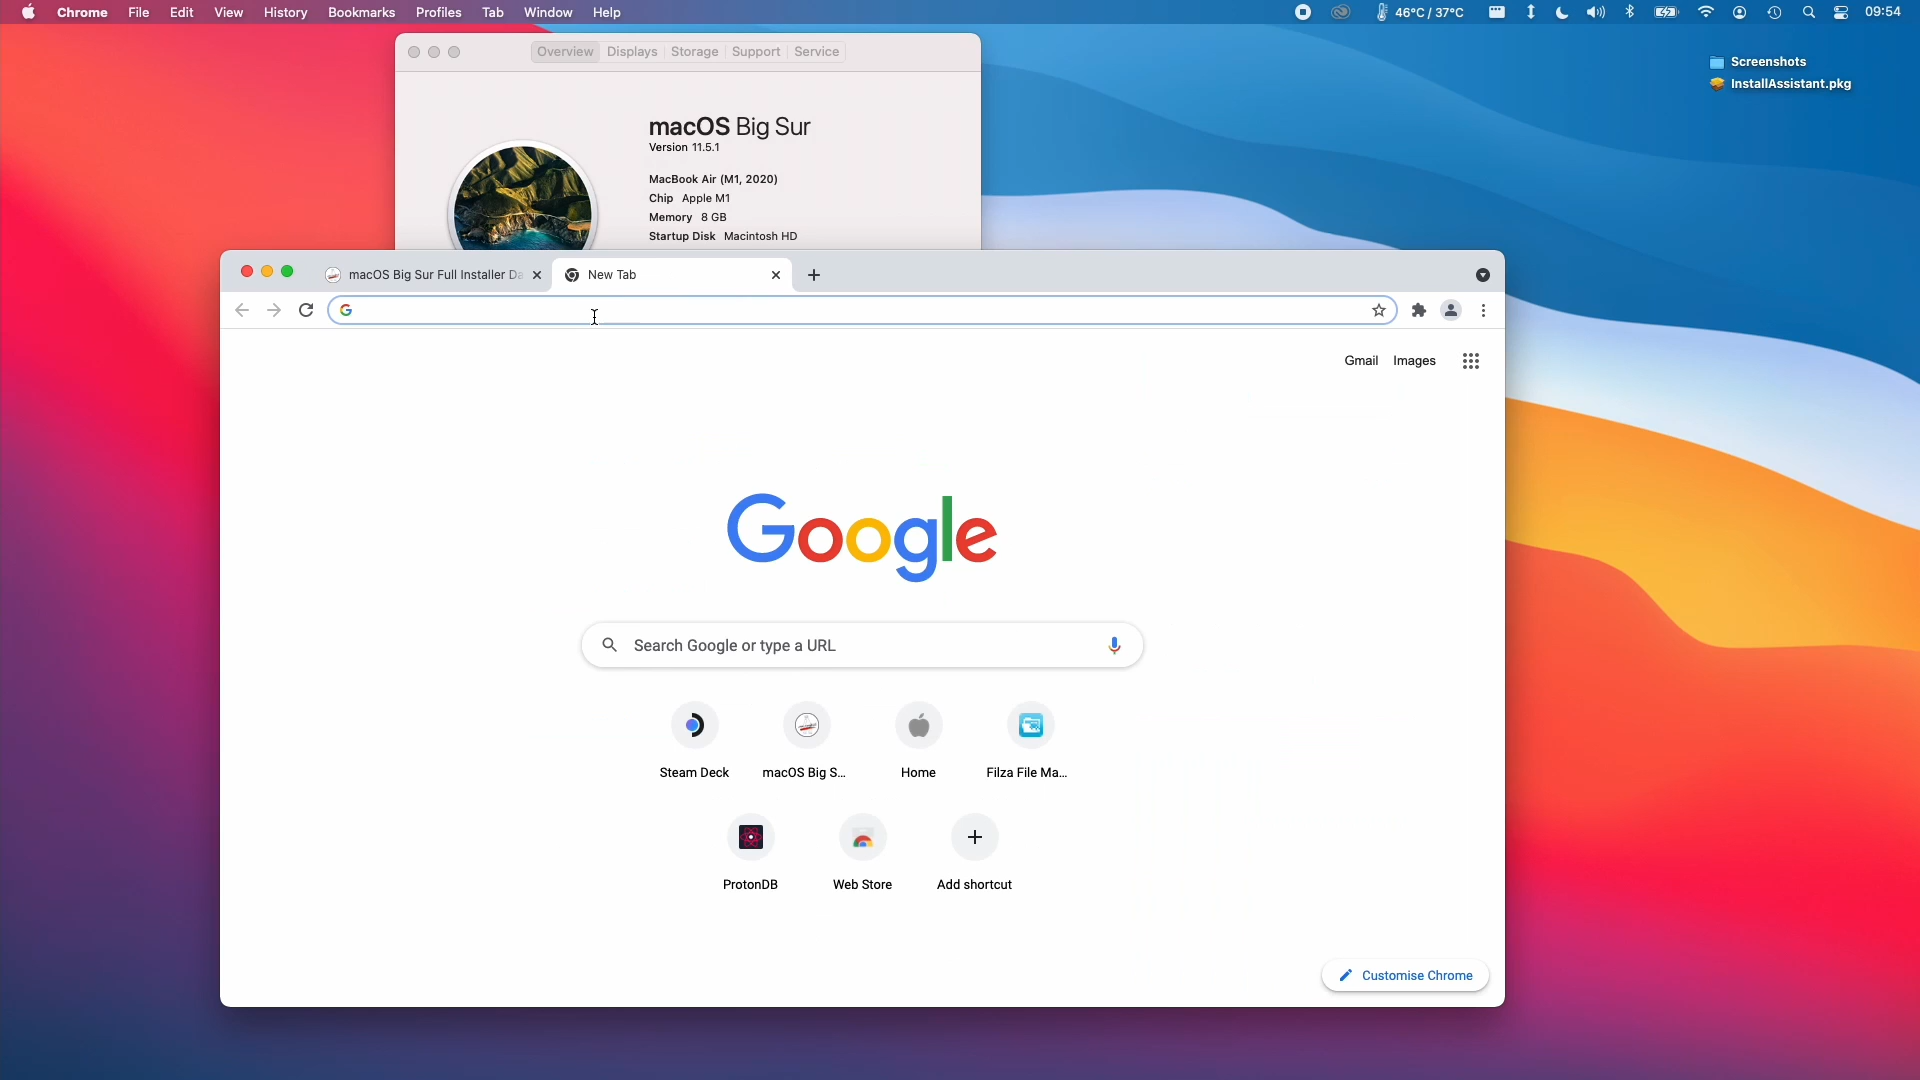 Chrome File Edit View History Bookmarks Profiles Tab Window Help 46°C / 37°C 09:54
Overview Displays Storage Support Service
Screenshots
InstallAssistant.pkg
macOS Big Sur
Version 11.5.1
MacBook Air (M1, 2020)
Chip Apple M1
Memory 8 GB
Startup Disk Macintosh HD
macOS Big Sur Full Installer Da
New Tab
Gmail Images
Google
Search Google or type a URL
Steam Deck macOS Big S... Home Filza File Ma...
ProtonDB Web Store Add shortcut
Customise Chrome